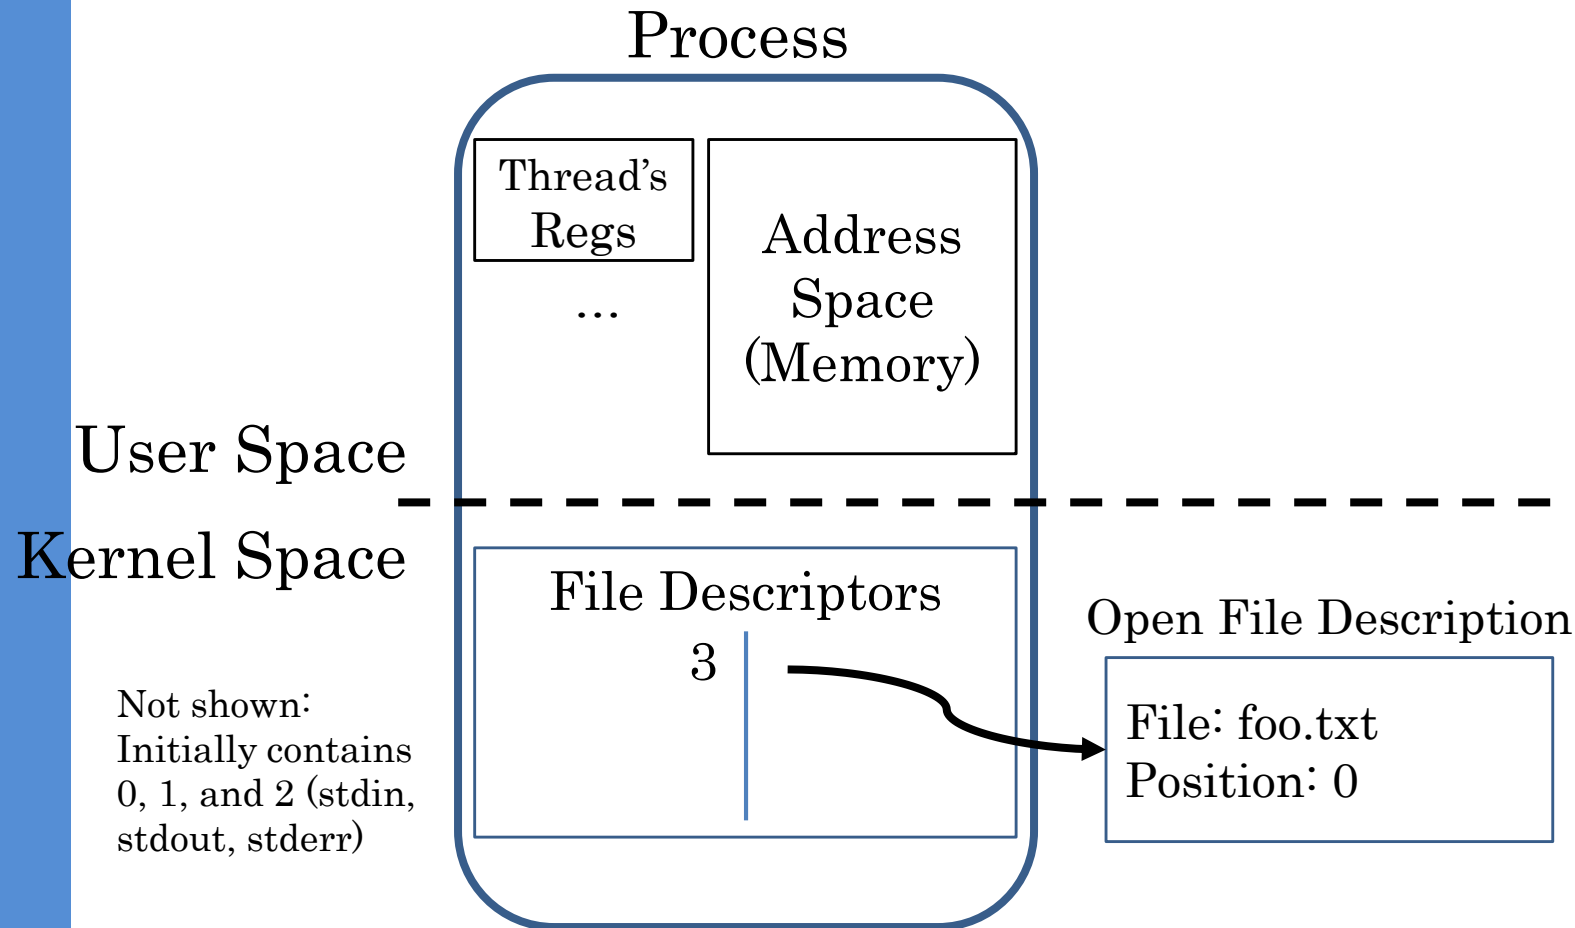 Process
Thread’s
Regs
...
Address
Space
(Memory)
User Space
Kernel Space
File Descriptors
3
Open File Description
File: foo.txt
Position: 0
Not shown:
Initially contains
0, 1, and 2 (stdin,
stdout, stderr)